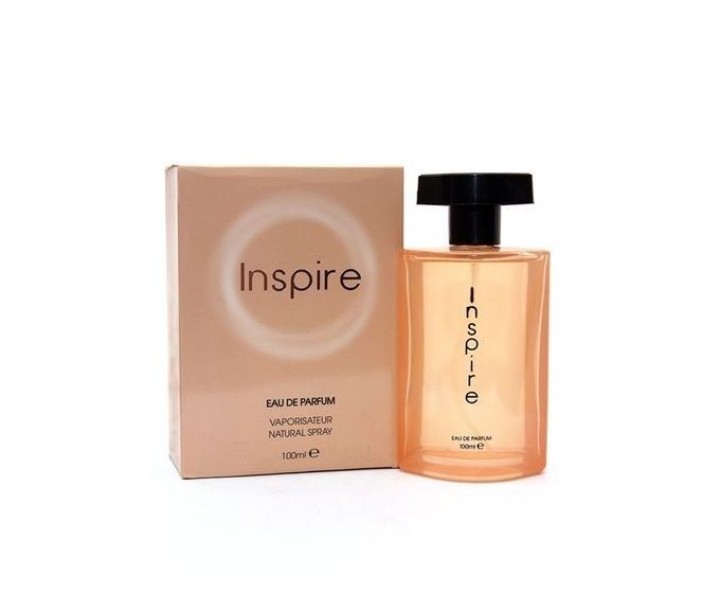 Inspire
EAU DE PARFUM
VAPORISATEUR
NATURAL SPRAY
100ml e
Inspire
EAU DE PARFUM
100ml e